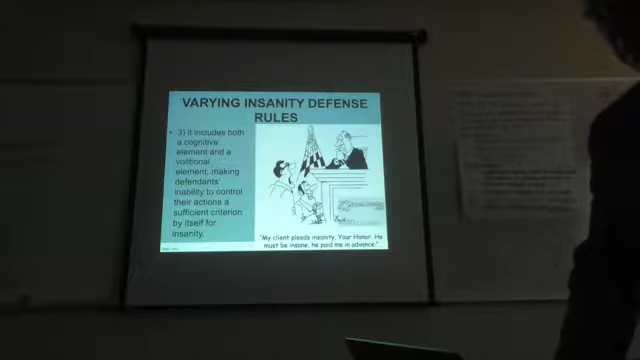 VARYING INSANITY DEFENSE
RULES
• 3) It includes both
a cognitive
element and a
volitional
element, making
defendants'
inability to control
their actions a
sufficient criterion
by itself for
insanity.
"My client pleads insanity, Your Honor. He
must be insane, he paid me in advance."